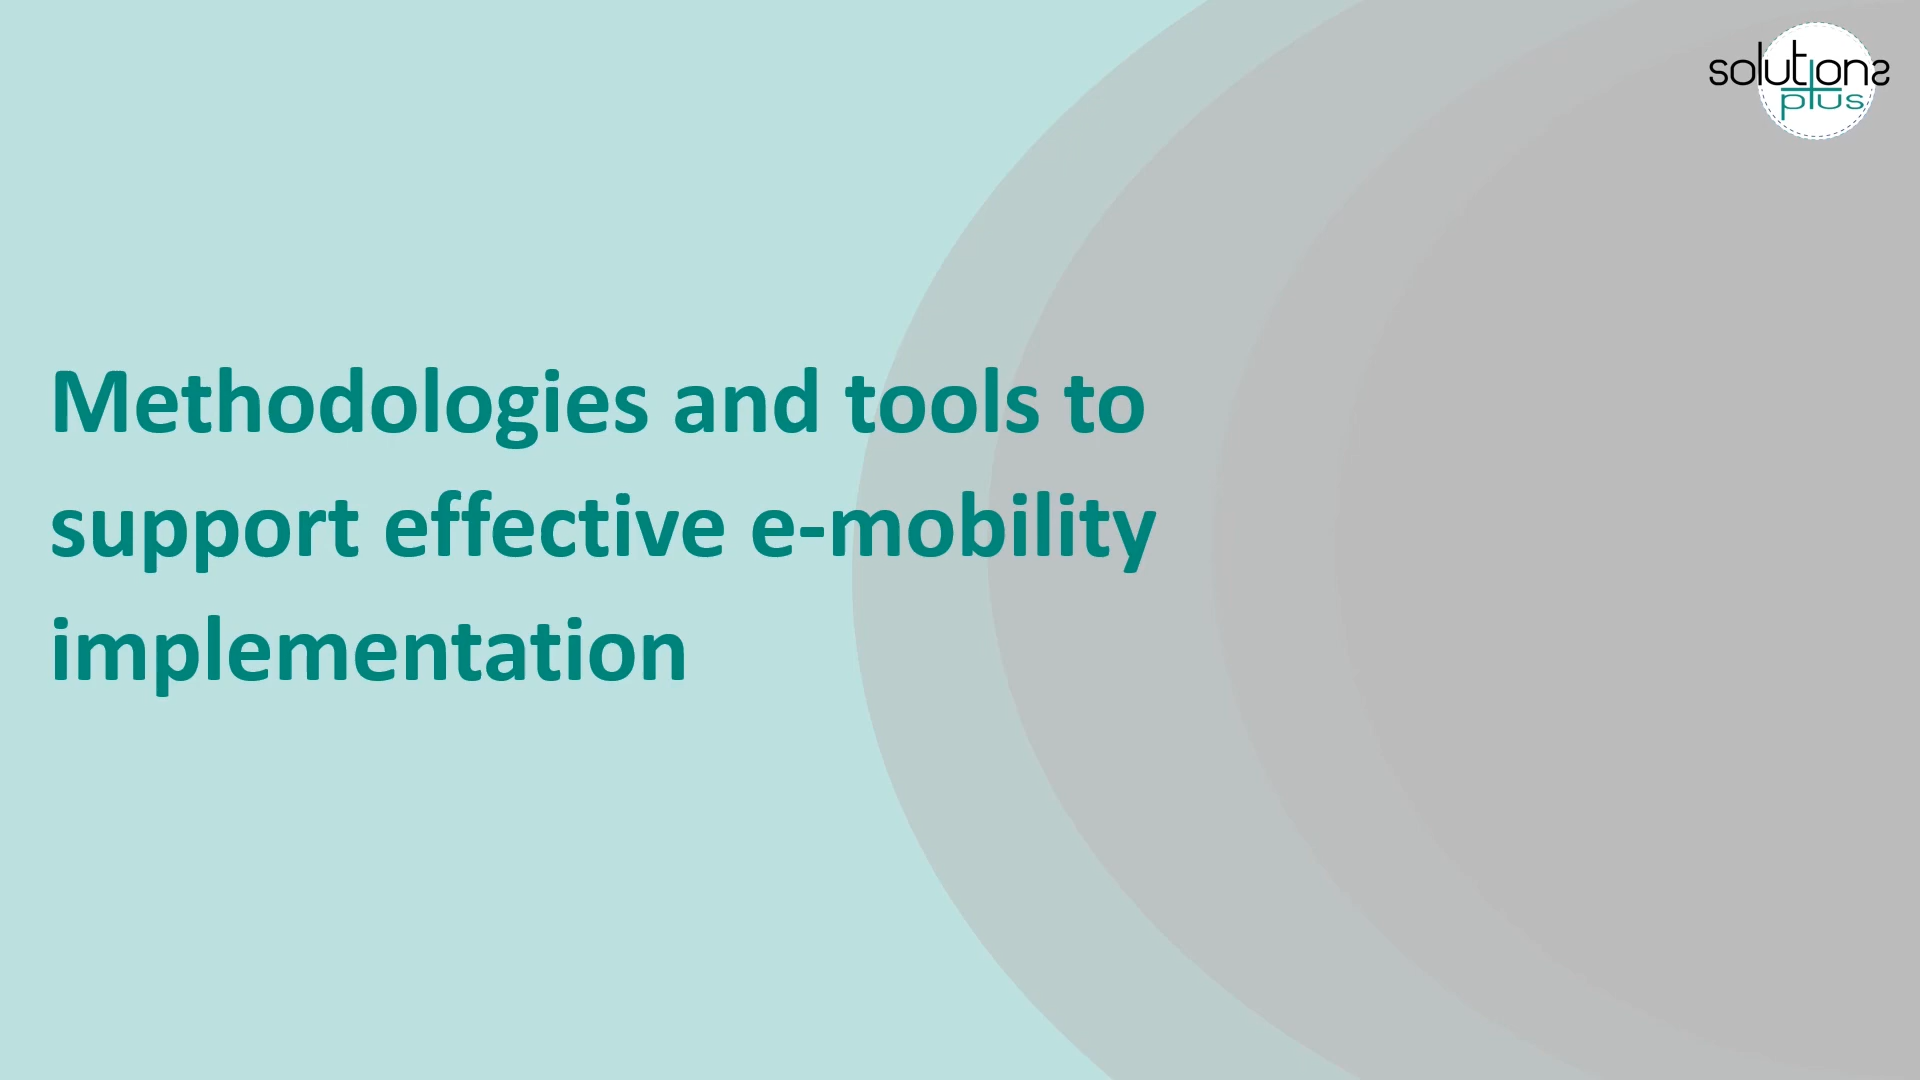 solutions
plus
Methodologies and tools to
support effective e-mobility
implementation